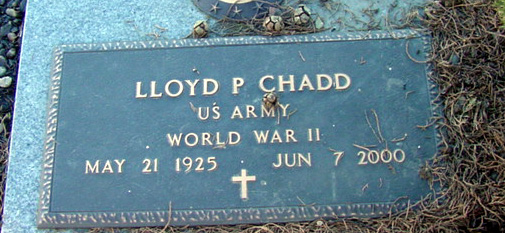 LLOYD P CHADD
US ARMY
WORLD WAR II
MAY 21 1925 JUN 7 2000